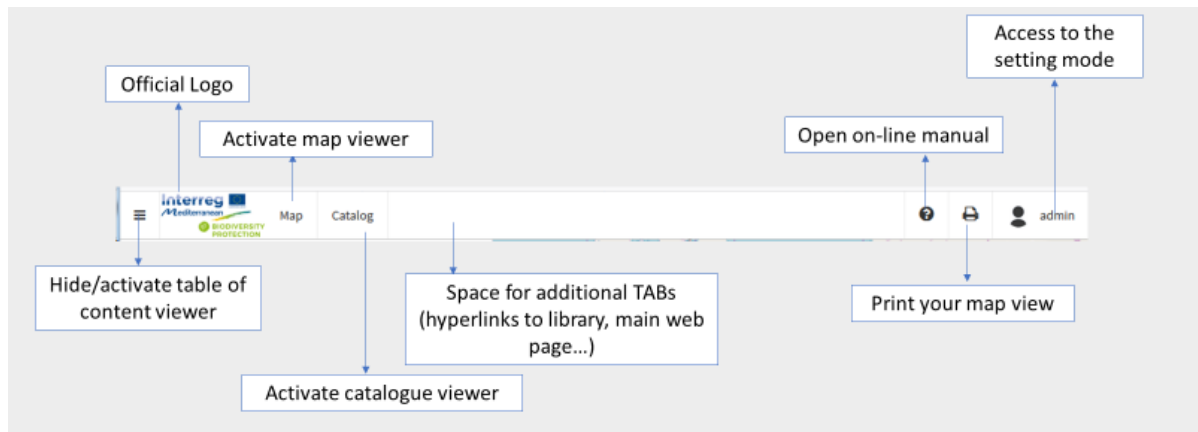 Access to the
setting mode
Official Logo
Activate map viewer
Open on-line manual
Interreg
Mediterranean
BIODIVERSITY
PROTECTION
Map
Catalog
admin
Hide/activate table of
content viewer
Space for additional TABs
(hyperlinks to library, main web
page...)
Print your map view
Activate catalogue viewer